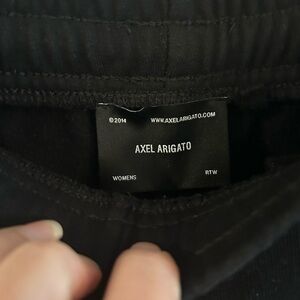 ©2014 WWW.AXELARIGATO.COM
AXEL ARIGATO
WOMENS RTW